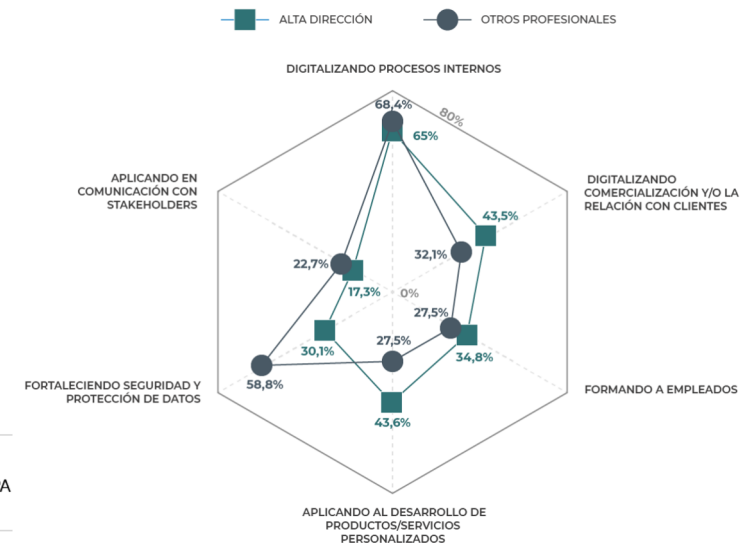 ALTA DIRECCIÓN
OTROS PROFESIONALES
DIGITALIZANDO PROCESOS INTERNOS
68,4%
80%
65%
APLICANDO EN
COMUNICACIÓN CON
STAKEHOLDERS
DIGITALIZANDO
COMERCIALIZACIÓN Y/O LA
RELACIÓN CON CLIENTES
43,5%
32,1%
22,7%
17,3%
0%
27,5%
27,5%
30,1%
34,8%
58,8%
FORTALECIENDO SEGURIDAD Y
PROTECCIÓN DE DATOS
FORMANDO A EMPLEADOS
43,6%
PA
APLICANDO AL DESARROLLO DE
PRODUCTOS/SERVICIOS
PERSONALIZADOS